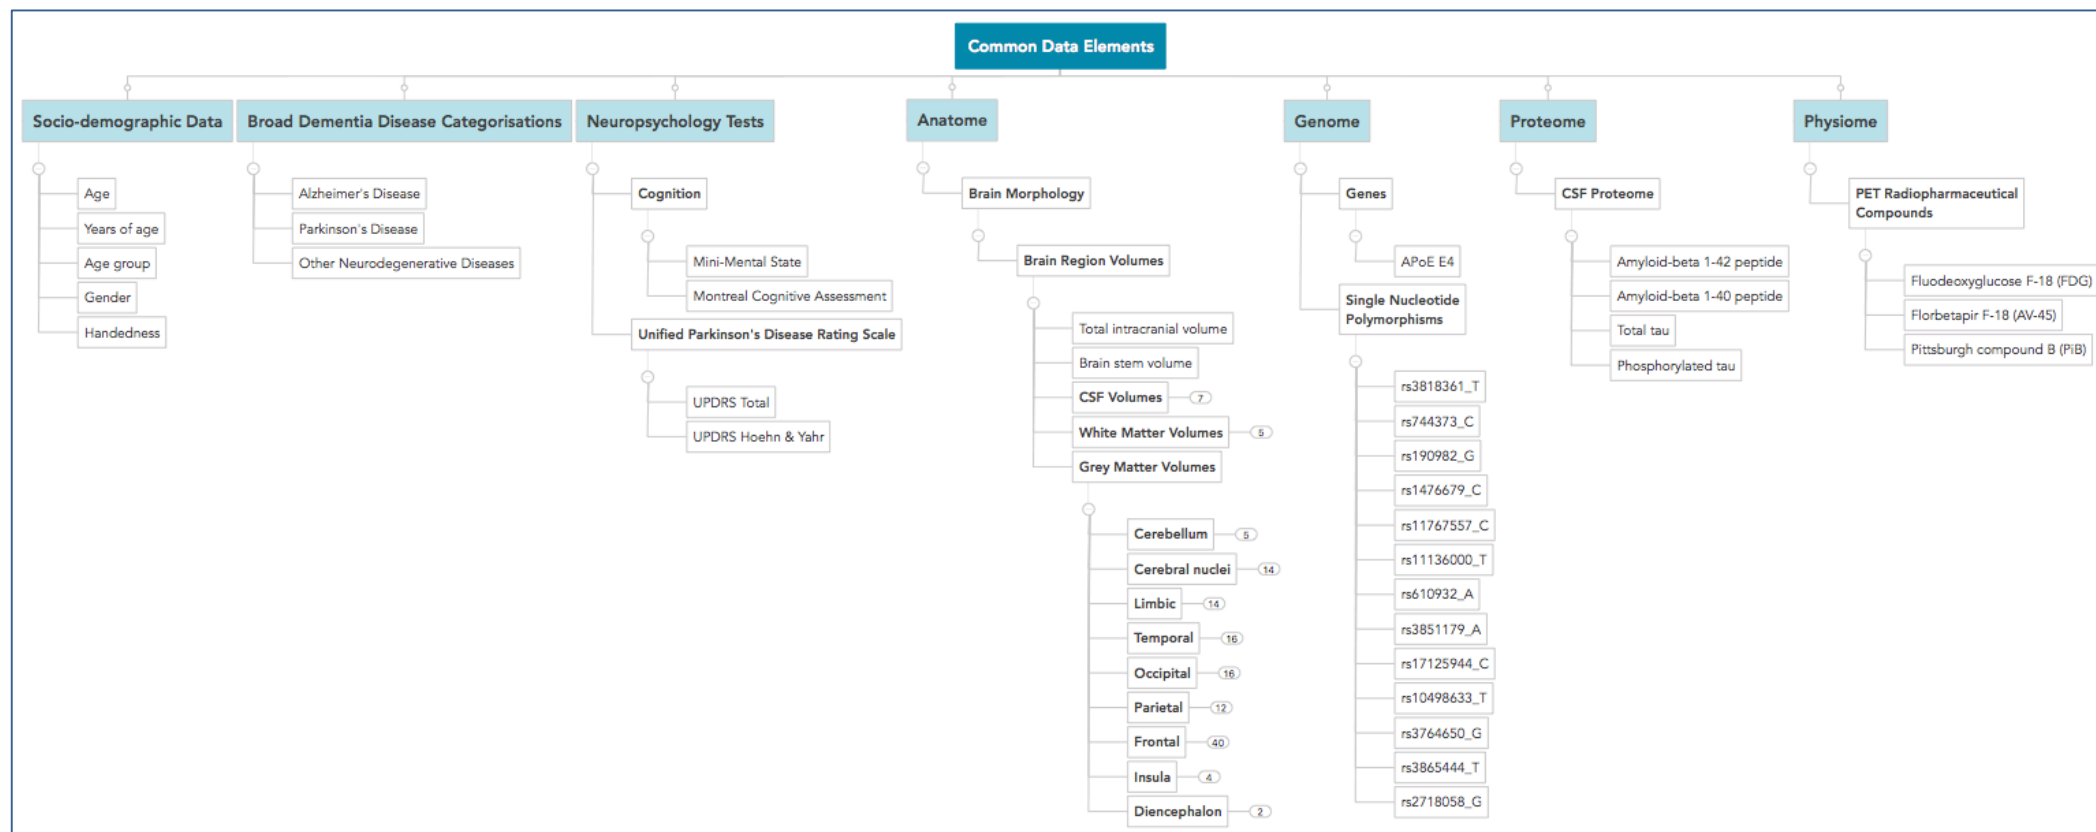 Common Data Elements
Socio-demographic Data
Age
Years of age
Age group
Gender
Handedness
Broad Dementia Disease Categorisations
Alzheimer's Disease
Parkinson's Disease
Other Neurodegenerative Diseases
Neuropsychology Tests
Cognition
Mini-Mental State
Montreal Cognitive Assessment
Unified Parkinson's Disease Rating Scale
UPDRS Total
UPDRS Hoehn & Yahr
Anatome
Brain Morphology
Brain Region Volumes
Total intracranial volume
Brain stem volume
CSF Volumes 7
White Matter Volumes 5
Grey Matter Volumes
Cerebellum 5
Cerebral nuclei 14
Limbic 14
Temporal 16
Occipital 16
Parietal 12
Frontal 40
Insula 4
Diencephalon 2
Genome
Genes
APoE E4
Single Nucleotide
Polymorphisms
rs3818361_T
rs744373_C
rs190982_G
rs1476679_C
rs11767557_C
rs11136000_T
rs610932_A
rs3851179_A
rs17125944_C
rs10498633_T
rs3764650_G
rs3865444_T
rs2718058_G
Proteome
CSF Proteome
Amyloid-beta 1-42 peptide
Amyloid-beta 1-40 peptide
Total tau
Phosphorylated tau
Physiome
PET Radiopharmaceutical
Compounds
Fluodeoxyglucose F-18 (FDG)
Florbetapir F-18 (AV-45)
Pittsburgh compound B (PiB)